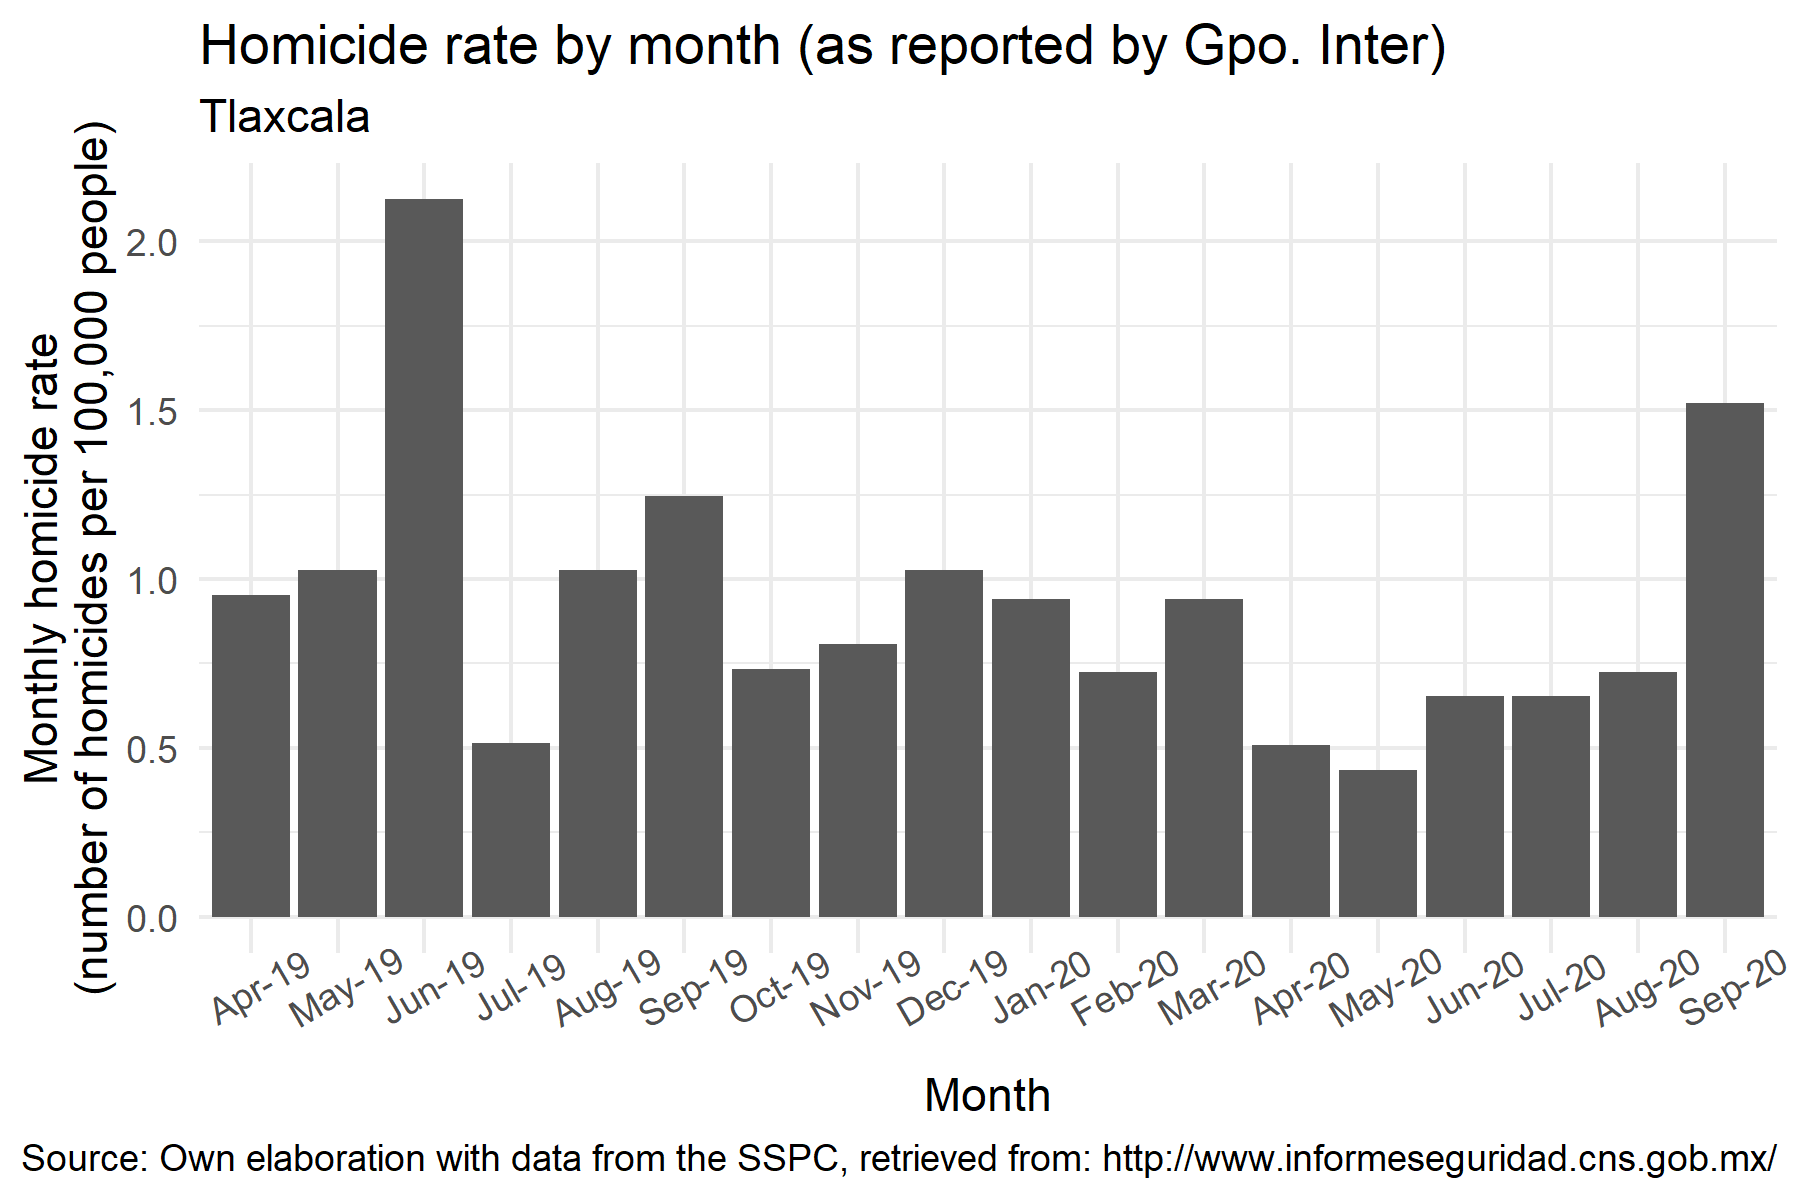 Homicide rate by month (as reported by Gpo. Inter)
Tlaxcala
Monthly homicide rate
(number of homicides per 100,000 people)
2.0
1.5
1.0
0.5
0.0
Apr-19
May-19
Jun-19
Jul-19
Aug-19
Sep-19
Oct-19
Nov-19
Dec-19
Jan-20
Feb-20
Mar-20
Apr-20
May-20
Jun-20
Jul-20
Aug-20
Sep-20
Month
Source: Own elaboration with data from the SSPC, retrieved from: http://www.informeseguridad.cns.gob.mx/